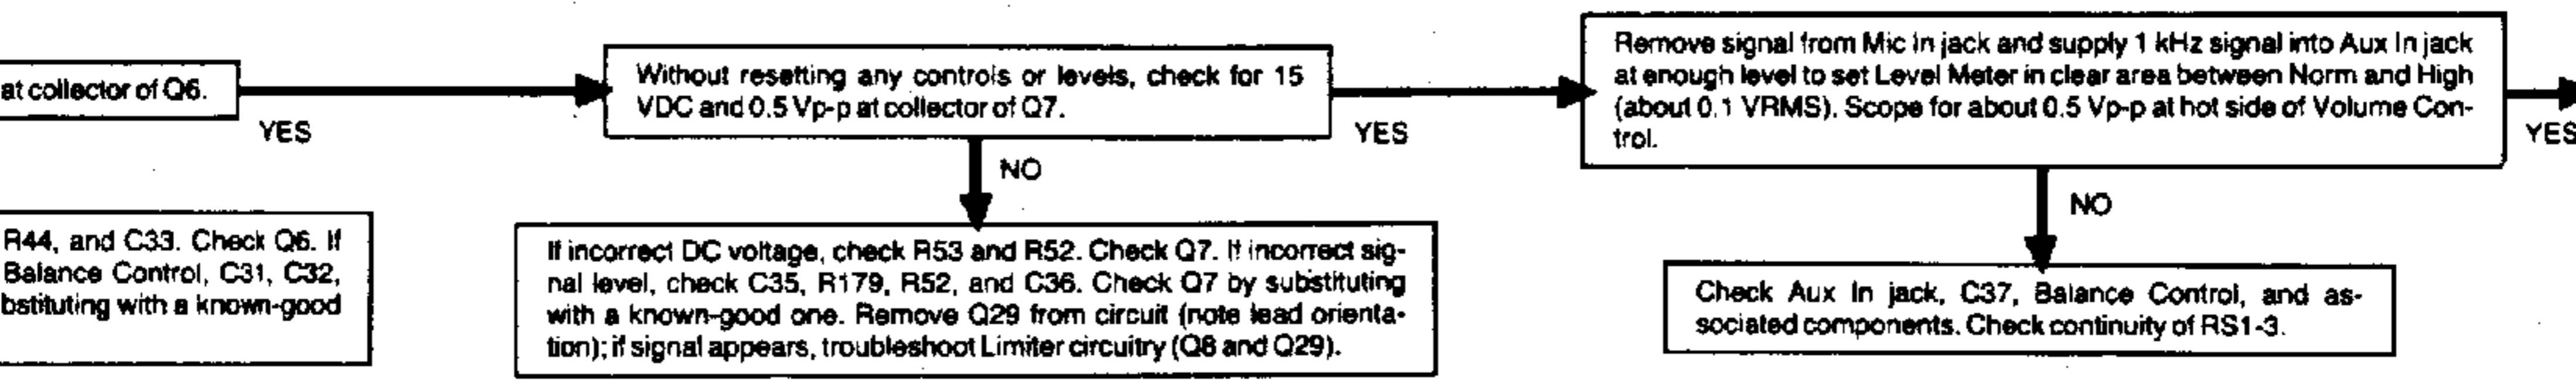 at collector of Q6.
YES
R44, and C33. Check Q6. If
Balance Control, C31, C32,
bstituting with a known-good
Without resetting any controls or levels, check for 15
VDC and 0.5 Vp-p at collector of Q7.
YES
NO
If incorrect DC voltage, check R53 and R52. Check Q7. If incorrect sig-
nal level, check C35, R179, R52, and C36. Check Q7 by substituting
with a known-good one. Remove Q29 from circuit (note lead orienta-
tion); if signal appears, troubleshoot Limiter circuitry (Q8 and Q29).
Remove signal from Mic In jack and supply 1 kHz signal into Aux In jack
at enough level to set Level Meter in clear area between Norm and High
(about 0.1 VRMS). Scope for about 0.5 Vp-p at hot side of Volume Con-
trol.
YES
NO
Check Aux In jack, C37, Balance Control, and as-
sociated components. Check continuity of RS1-3.